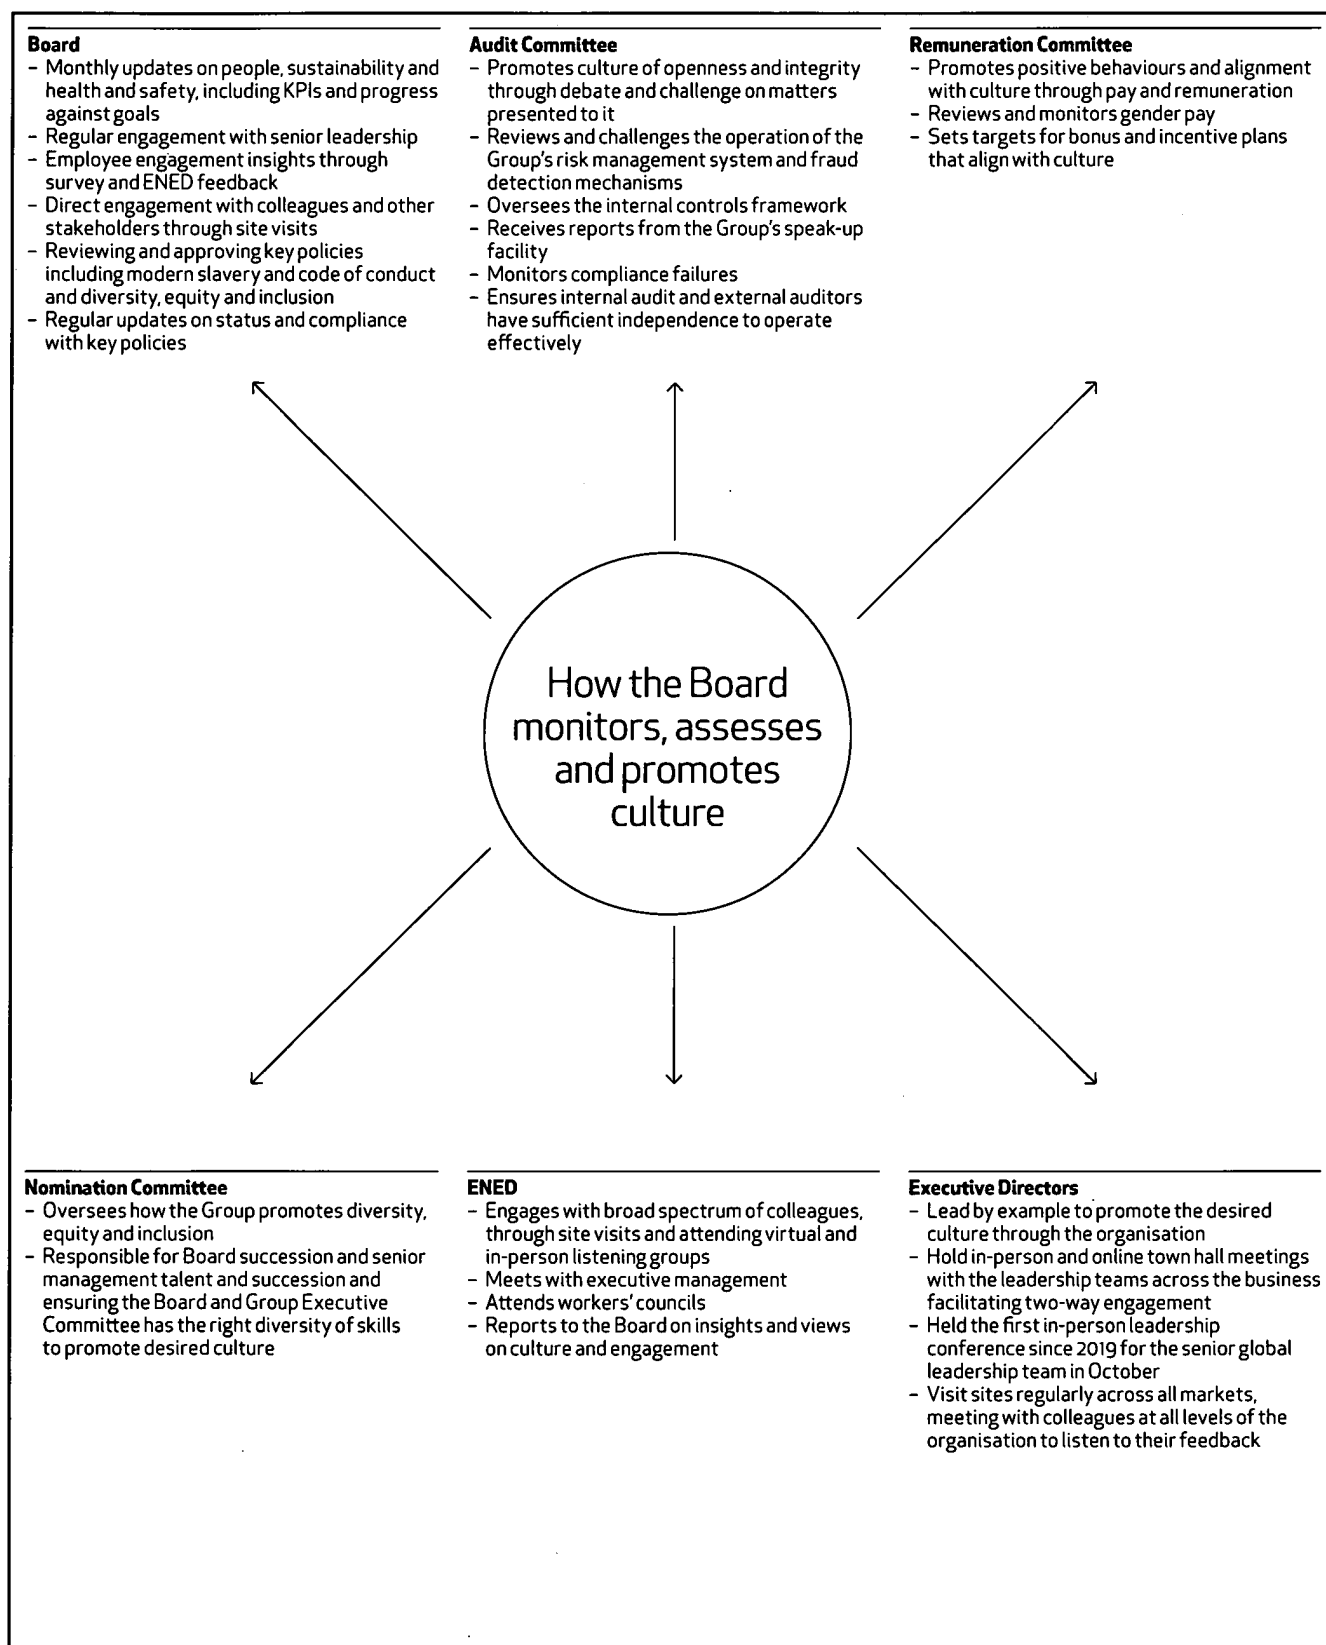 Board
– Monthly updates on people, sustainability and
health and safety, including KPIs and progress
against goals
– Regular engagement with senior leadership
– Employee engagement insights through
survey and ENED feedback
– Direct engagement with colleagues and other
stakeholders through site visits
– Reviewing and approving key policies
including modern slavery and code of conduct
and diversity, equity and inclusion
– Regular updates on status and compliance
with key policies
Audit Committee
– Promotes culture of openness and integrity
through debate and challenge on matters
presented to it
– Reviews and challenges the operation of the
Group's risk management system and fraud
detection mechanisms
– Oversees the internal controls framework
– Receives reports from the Group's speak-up
facility
– Monitors compliance failures
– Ensures internal audit and external auditors
have sufficient independence to operate
effectively
Remuneration Committee
– Promotes positive behaviours and alignment
with culture through pay and remuneration
– Reviews and monitors gender pay
– Sets targets for bonus and incentive plans
that align with culture
How the Board
monitors, assesses
and promotes
culture
Nomination Committee
– Oversees how the Group promotes diversity,
equity and inclusion
– Responsible for Board succession and senior
management talent and succession and
ensuring the Board and Group Executive
Committee has the right diversity of skills
to promote desired culture
ENED
– Engages with broad spectrum of colleagues,
through site visits and attending virtual and
in-person listening groups
– Meets with executive management
– Attends workers' councils
– Reports to the Board on insights and views
on culture and engagement
Executive Directors
– Lead by example to promote the desired
culture through the organisation
– Hold in-person and online town hall meetings
with the leadership teams across the business
facilitating two-way engagement
– Held the first in-person leadership
conference since 2019 for the senior global
leadership team in October
– Visit sites regularly across all markets,
meeting with colleagues at all levels of the
organisation to listen to their feedback